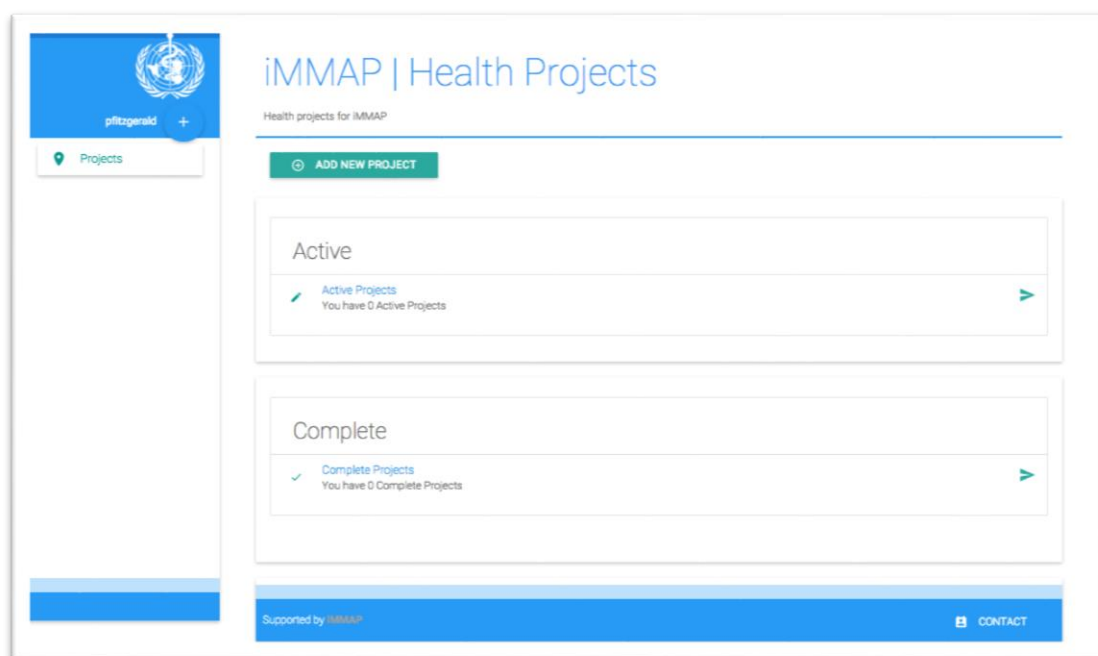 pfitzgerald
Projects
iMMAP | Health Projects
Health projects for iMMAP
ADD NEW PROJECT
Active
Active Projects
You have 0 Active Projects
Complete
Complete Projects
You have 0 Complete Projects
Supported by iMMAP
CONTACT